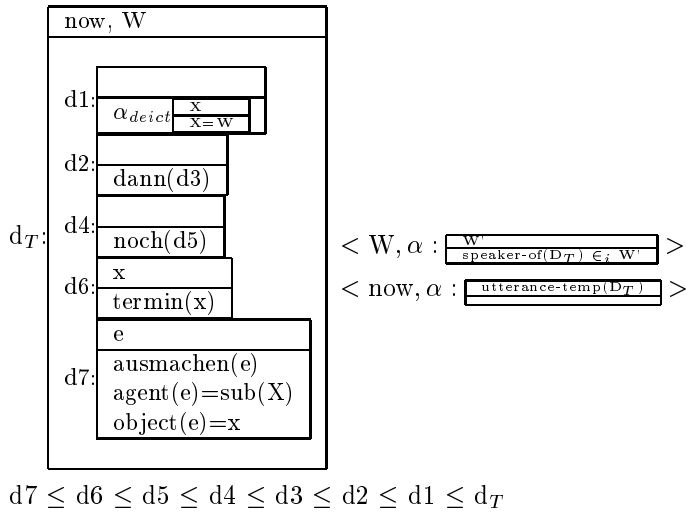 now, W
d1:
α_deict x
x=w
d2:
dann(d3)
d4:
noch(d5)
d6: x
termin(x)
d7: e
ausmachen(e)
agent(e)=sub(X)
object(e)=x
d_T:
< W, α : W' >
speaker-of(D_T) ∈_i W'
< now, α : utterance-temp(D_T) >
d7 ≤ d6 ≤ d5 ≤ d4 ≤ d3 ≤ d2 ≤ d1 ≤ d_T